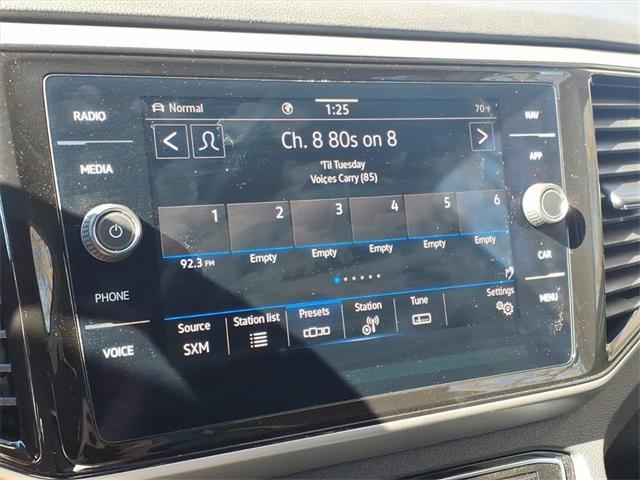 RADIO
MEDIA
PHONE
VOICE
Normal 1:25 70°F
Ch. 8 80s on 8
'Til Tuesday
Voices Carry (85)
1 2 3 4 5 6
92.3 FM Empty Empty Empty Empty Empty
Source Station list Presets Station Tune Settings
SXM
NAV
APP
CAR
MENU